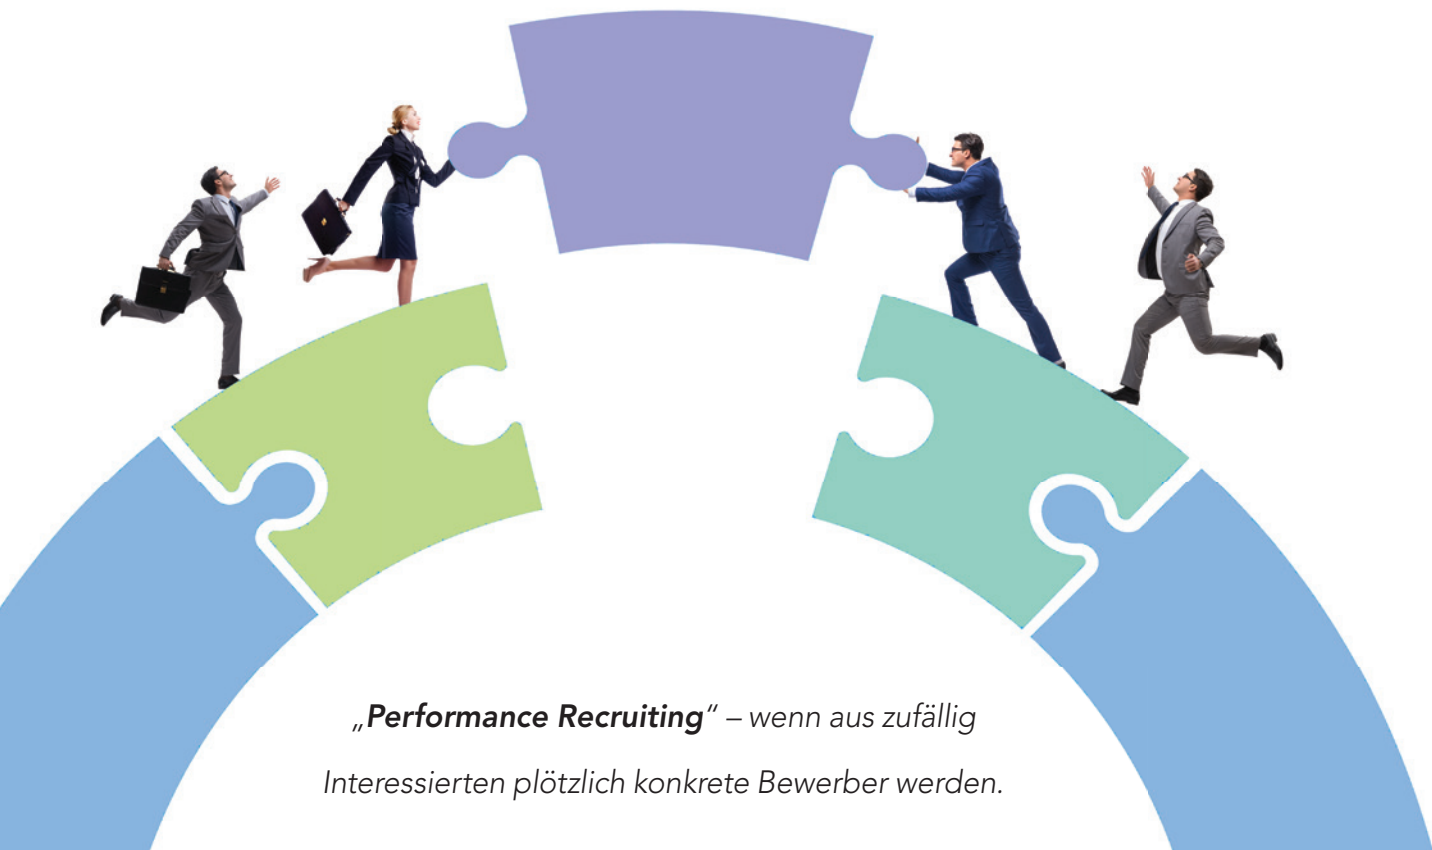 „Performance Recruiting“ – wenn aus zufällig
Interessierten plötzlich konkrete Bewerber werden.